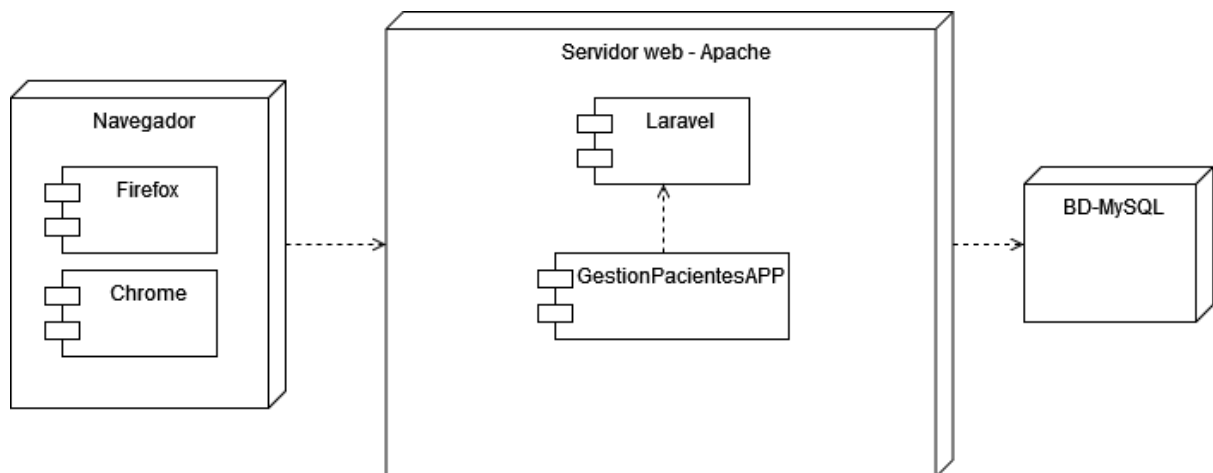 Navegador
Firefox
Chrome
Servidor web - Apache
Laravel
GestionPacientesAPP
BD-MySQL